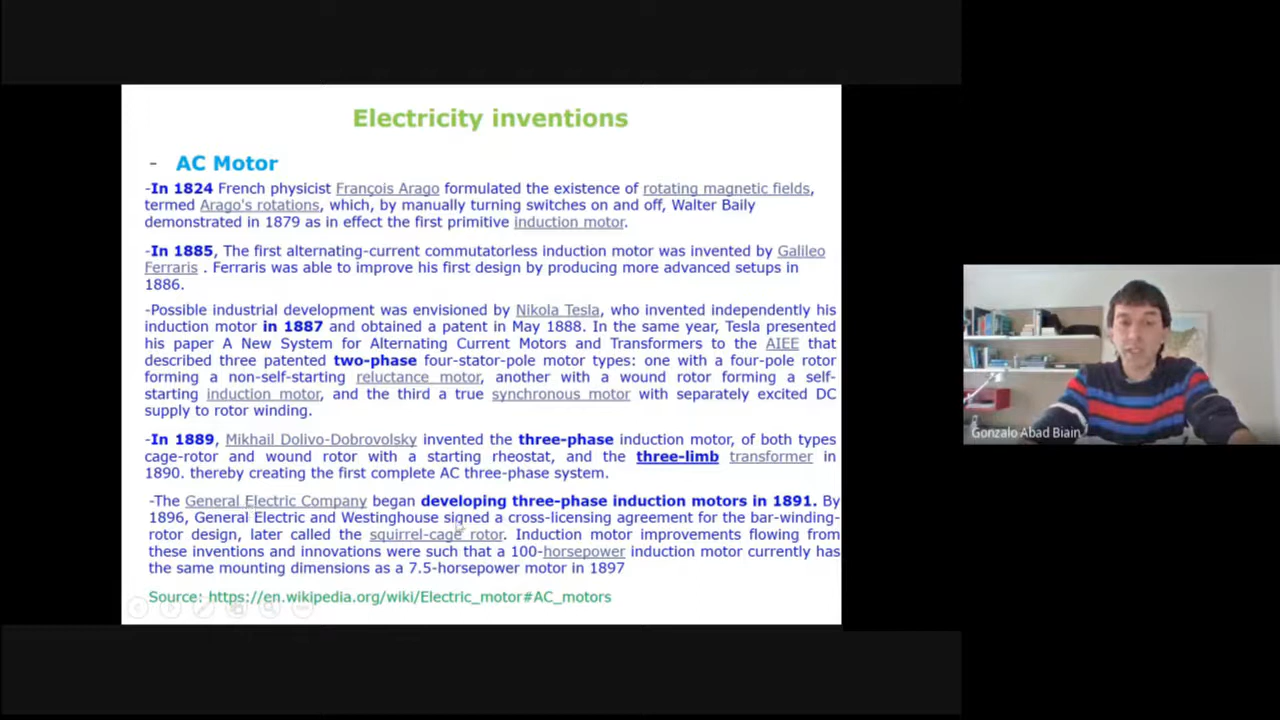 Electricity inventions
- AC Motor
-In 1824 French physicist François Arago formulated the existence of rotating magnetic fields,
termed Arago's rotations, which, by manually turning switches on and off, Walter Baily
demonstrated in 1879 as in effect the first primitive induction motor.
-In 1885, The first alternating-current commutatorless induction motor was invented by Galileo
Ferraris . Ferraris was able to improve his first design by producing more advanced setups in
1886.
-Possible industrial development was envisioned by Nikola Tesla, who invented independently his
induction motor in 1887 and obtained a patent in May 1888. In the same year, Tesla presented
his paper A New System for Alternating Current Motors and Transformers to the AIEE that
described three patented two-phase four-stator-pole motor types: one with a four-pole rotor
forming a non-self-starting reluctance motor, another with a wound rotor forming a self-
starting induction motor, and the third a true synchronous motor with separately excited DC
supply to rotor winding.
-In 1889, Mikhail Dolivo-Dobrovolsky invented the three-phase induction motor, of both types
cage-rotor and wound rotor with a starting rheostat, and the three-limb transformer in
1890. thereby creating the first complete AC three-phase system.
-The General Electric Company began developing three-phase induction motors in 1891. By
1896, General Electric and Westinghouse signed a cross-licensing agreement for the bar-winding-
rotor design, later called the squirrel-cage rotor. Induction motor improvements flowing from
these inventions and innovations were such that a 100-horsepower induction motor currently has
the same mounting dimensions as a 7.5-horsepower motor in 1897
Source: https://en.wikipedia.org/wiki/Electric_motor#AC_motors
Gonzalo Abad Biain